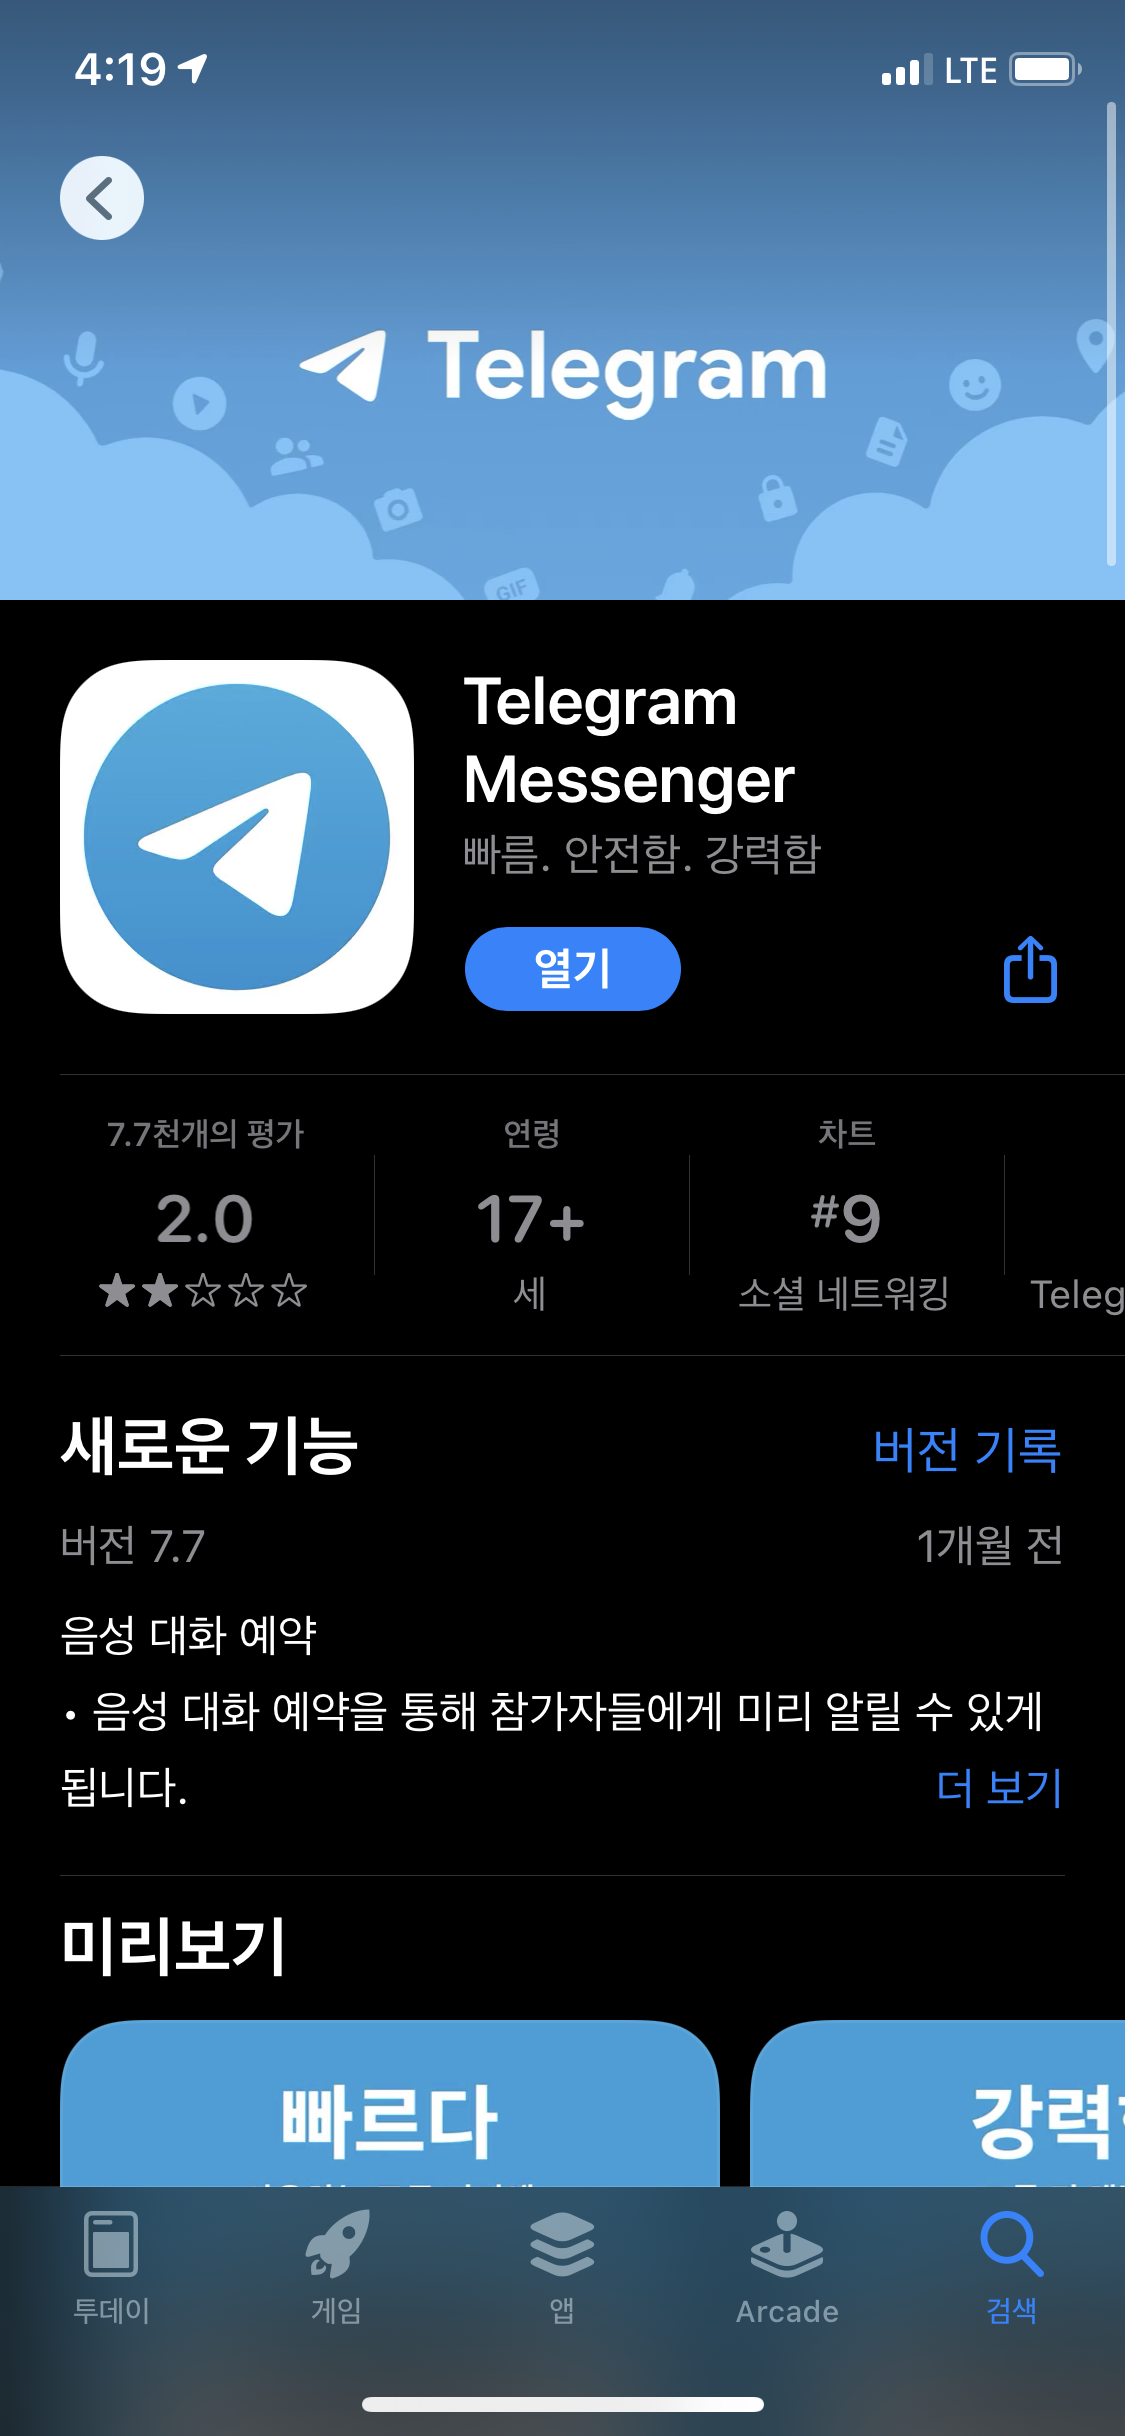 4:19
LTE
Telegram
GIF
Telegram
Messenger
빠름. 안전함. 강력함
열기
7.7천개의 평가
연령
차트
2.0
17+
#9
세
소셜 네트워킹
Teleg
새로운 기능
버전 기록
버전 7.7
1개월 전
음성 대화 예약
• 음성 대화 예약을 통해 참가자들에게 미리 알릴 수 있게
됩니다.
더 보기
미리보기
빠르다
강력
투데이
게임
앱
Arcade
검색